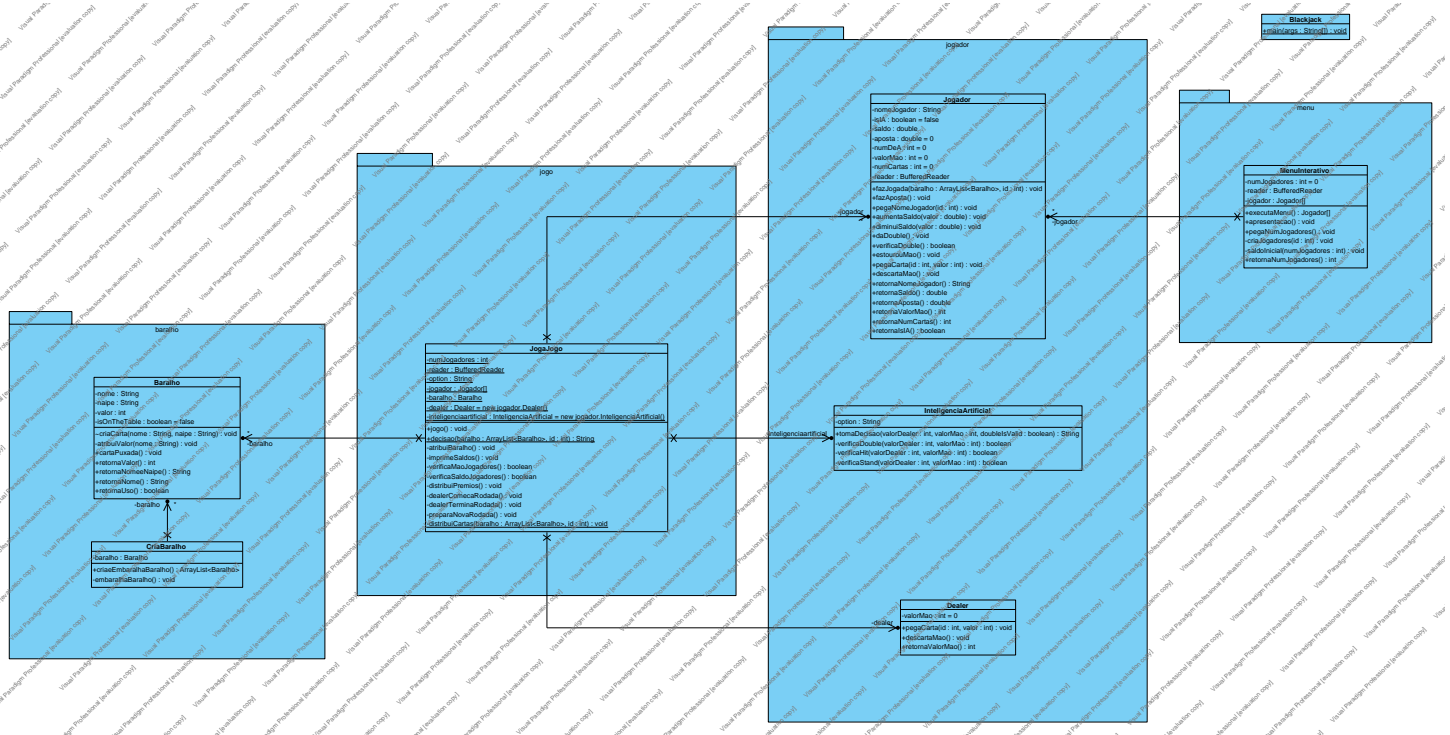 Blackjack
+main(args : String[]) : void
jogador
Jogador
-nomeJogador : String
-isIA : boolean = false
-saldo : double
-aposta : double = 0
-numDeA : int = 0
-valorMao : int = 0
-numCartas : int = 0
-reader : BufferedReader
+fazJogada(baralho : ArrayList<Baralho>, id : int) : void
+fazAposta() : void
+pegaNomeJogador(id : int) : void
+aumentaSaldo(valor : double) : void
+diminuiSaldo(valor : double) : void
+daDouble() : void
+verificaDouble() : boolean
+estourouMao() : void
+pegaCarta(id : int, valor : int) : void
+descartaMao() : void
+retornaNomeJogador() : String
+retornaSaldo() : double
+retornaAposta() : double
+retornaValorMao() : int
+retornaNumCartas() : int
+retornaIsIA() : boolean
menu
MenuInterativo
-numJogadores : int = 0
-reader : BufferedReader
-jogador : Jogador[]
+executaMenu() : Jogador[]
+apresentacao() : void
+pegaNumJogadores() : void
-criaJogadores(id : int) : void
-saldoInicial(numJogadores : int) : void
+retornaNumJogadores() : int
-jogador
*
-jogador
*
jogo
JogaJogo
-numJogadores : int
-reader : BufferedReader
-option : String
-jogador : Jogador[]
-baralho : Baralho
-dealer : Dealer = new jogador.Dealer()
-inteligenciaartificial : InteligenciaArtificial = new jogador.InteligenciaArtificial()
+jogo() : void
+decisao(baralho : ArrayList<Baralho>, id : int) : String
-atribuiBaralho() : void
-imprimeSaldos() : void
-verificaMaoJogadores() : boolean
-verificaSaldoJogadores() : boolean
-distribuiPremios() : void
-dealerComecaRodada() : void
-dealerTerminaRodada() : void
-preparaNovaRodada() : void
-distribuiCartas(baralho : ArrayList<Baralho>, id : int) : void
-inteligenciaartificial
InteligenciaArtificial
-option : String
+tomaDecisao(valorDealer : int, valorMao : int, doubleIsValid : boolean) : String
-verificaDouble(valorDealer : int, valorMao : int) : boolean
-verificaHit(valorDealer : int, valorMao : int) : boolean
-verificaStand(valorDealer : int, valorMao : int) : boolean
-dealer
Dealer
-valorMao : int = 0
+pegaCarta(id : int, valor : int) : void
+descartaMao() : void
+retornaValorMao() : int
baralho
Baralho
-nome : String
-naipe : String
-valor : int
-isOnTheTable : boolean = false
+criaCarta(nome : String, naipe : String) : void
-atribuiValor(nome : String) : void
+cartaPuxada() : void
+retornaValor() : int
+retornaNomeeNaipe() : String
+retornaNome() : String
+retornaUso() : boolean
*
-baralho
-baralho
*
CriaBaralho
-baralho : Baralho
+criaeEmbaralhaBaralho() : ArrayList<Baralho>
-embaralhaBaralho() : void
Visual Paradigm Professional [evaluation copy]